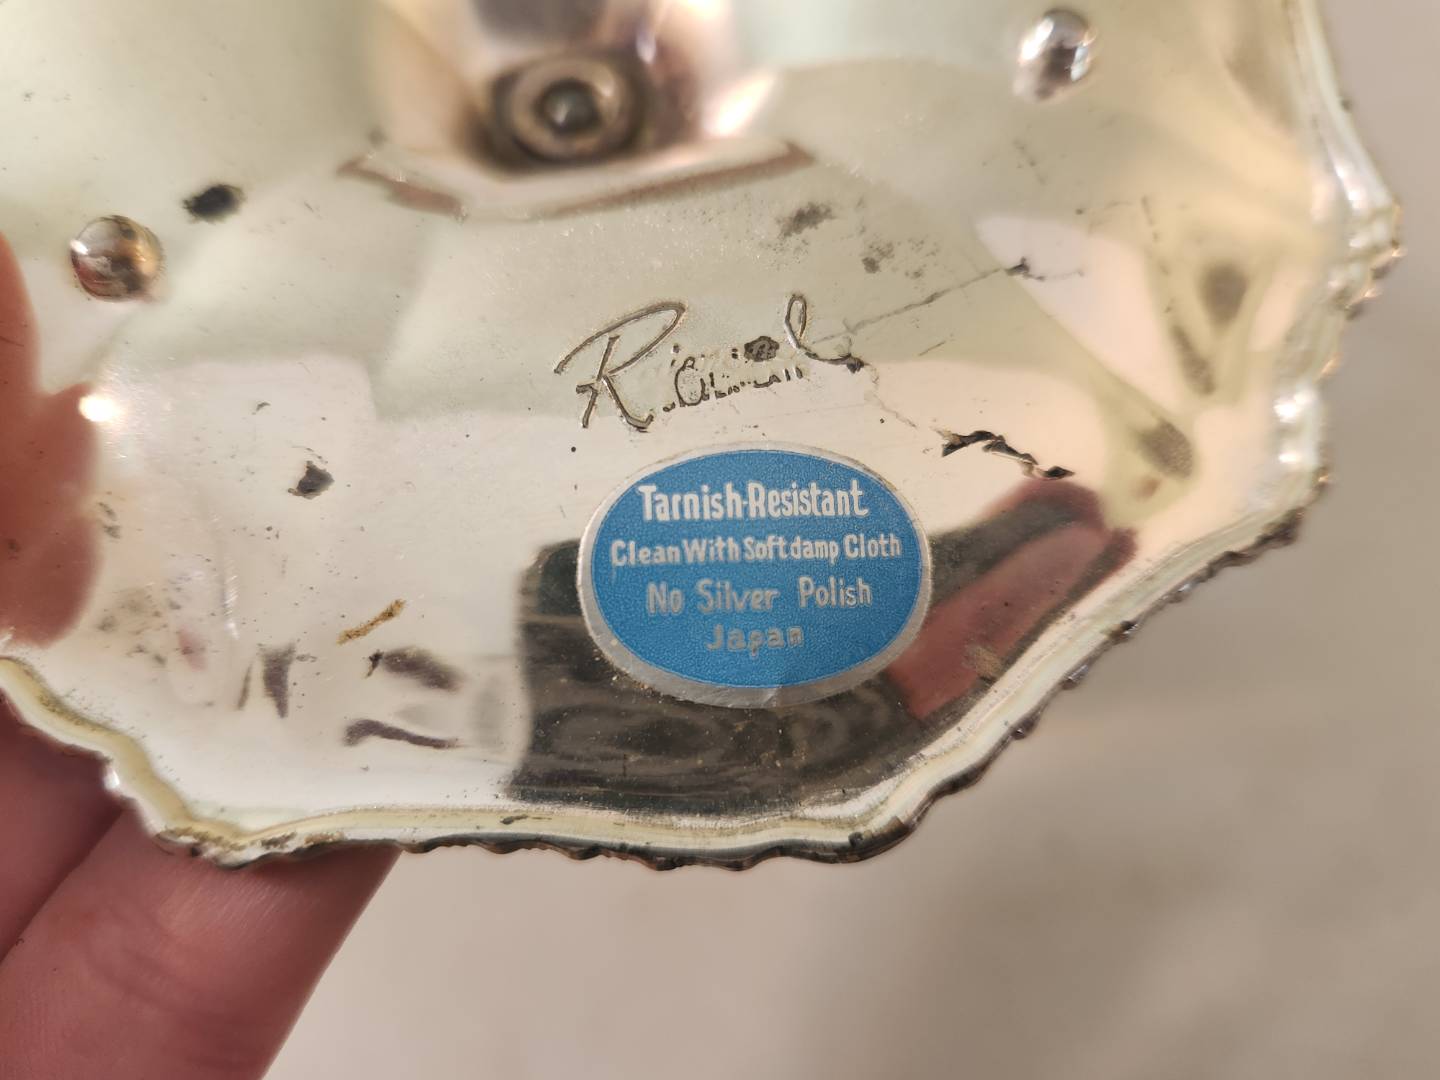 Tarnish-Resistant
Clean With Soft damp Cloth
No Silver Polish
Japan